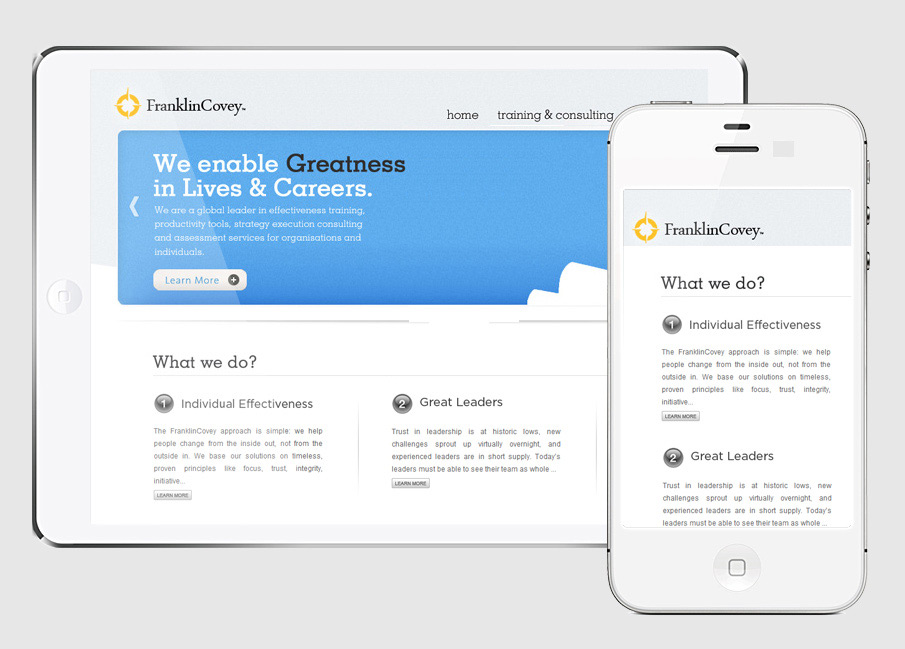 FranklinCovey™
home training & consulting
We enable Greatness
in Lives & Careers.
We are a global leader in effectiveness training,
productivity tools, strategy execution consulting
and assessment services for organisations and
individuals.
Learn More
What we do?
1 Individual Effectiveness
The FranklinCovey approach is simple: we help
people change from the inside out, not from the
outside in. We base our solutions on timeless,
proven principles like focus, trust, integrity,
initiative...
LEARN MORE
2 Great Leaders
Trust in leadership is at historic lows, new
challenges sprout up virtually overnight, and
experienced leaders are in short supply. Today's
leaders must be able to see their team as whole ...
LEARN MORE
FranklinCovey™
What we do?
1 Individual Effectiveness
The FranklinCovey approach is simple: we help
people change from the inside out, not from the
outside in. We base our solutions on timeless,
proven principles like focus, trust, integrity,
initiative...
LEARN MORE
2 Great Leaders
Trust in leadership is at historic lows, new
challenges sprout up virtually overnight, and
experienced leaders are in short supply. Today's
leaders must be able to see their team as whole ...